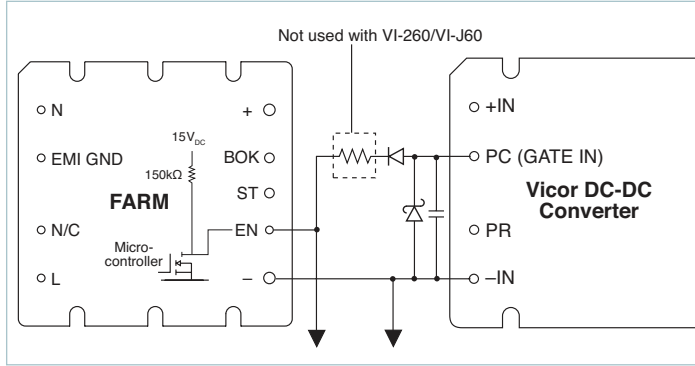 Not used with VI-260/VI-J60
N
EMI GND
N/C
L
15VDC
150kΩ
FARM
Micro-
controller
+
BOK
ST
EN
–
+IN
PC (GATE IN)
PR
–IN
Vicor DC-DC
Converter